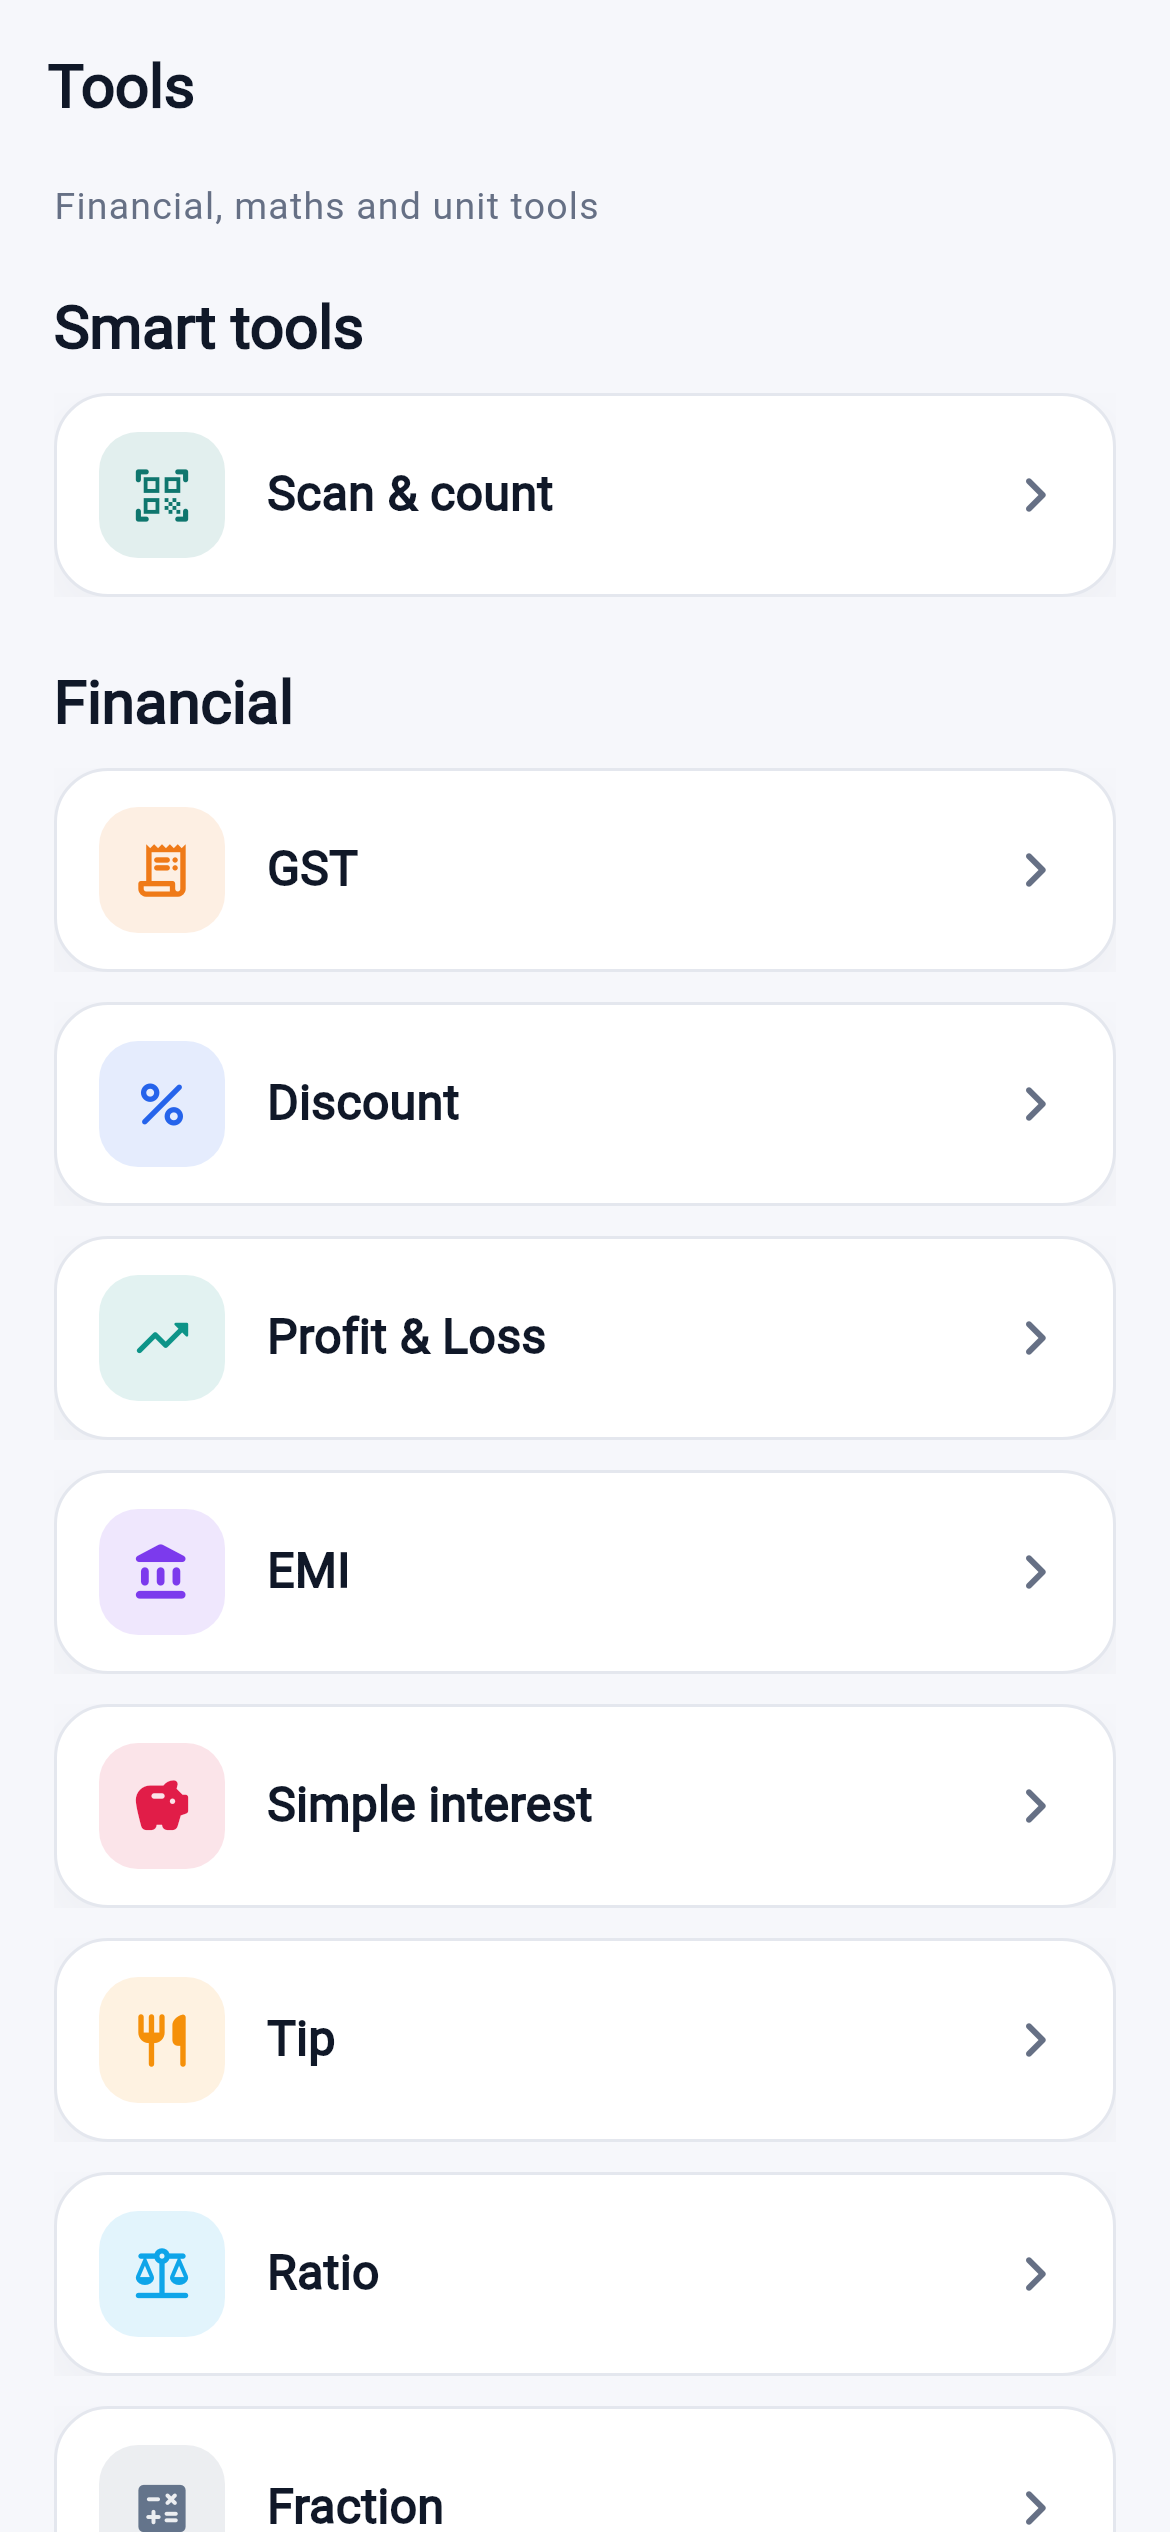 Tools
Financial, maths and unit tools
Smart tools
Scan & count
Financial
GST
Discount
Profit & Loss
EMI
Simple interest
Tip
Ratio
Fraction